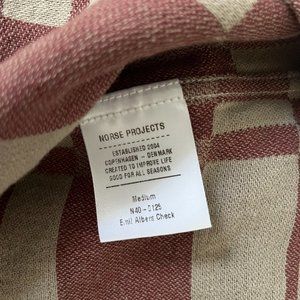 NORSE PROJECTS
ESTABLISHED 2004
COPENHAGEN – DENMARK
CREATED TO IMPROVE LIFE
GOOD FOR ALL SEASONS
Medium
N40-0125
Emil Albers Check